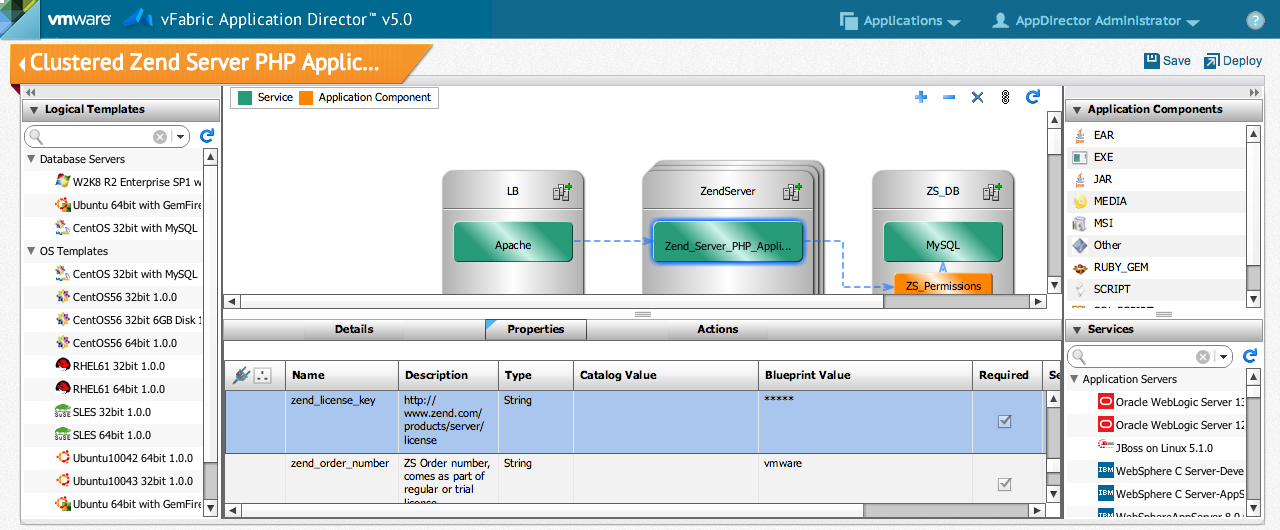 vmware vFabric Application Director™ v5.0
Applications
AppDirector Administrator
?
Clustered Zend Server PHP Applic...
Save
Deploy
Logical Templates
Database Servers
W2K8 R2 Enterprise SP1 w
Ubuntu 64bit with GemFire
CentOS 32bit with MySQL
OS Templates
CentOS 32bit with MySQL
CentOS56 32bit 1.0.0
CentOS56 32bit 6GB Disk 1
CentOS56 64bit 1.0.0
RHEL61 32bit 1.0.0
RHEL61 64bit 1.0.0
SLES 32bit 1.0.0
SLES 64bit 1.0.0
Ubuntu10042 64bit 1.0.0
Ubuntu10043 32bit 1.0.0
Ubuntu 64bit with GemFire
Service
Application Component
LB
Apache
ZendServer
Zend_Server_PHP_Appli...
ZS_DB
MySQL
ZS_Permissions
Details
Properties
Actions
Name Description Type Catalog Value Blueprint Value Required Se
zend_license_key
http://
www.zend.com/
products/server/
license
String
*****
zend_order_number
ZS Order number,
comes as part of
regular or trial
String
vmware
Application Components
EAR
EXE
JAR
MEDIA
MSI
Other
RUBY_GEM
SCRIPT
Services
Application Servers
Oracle WebLogic Server 13
Oracle WebLogic Server 12
JBoss on Linux 5.1.0
WebSphere C Server-Deve
WebSphere C Server-AppS
WebSphereAppServer 8.0